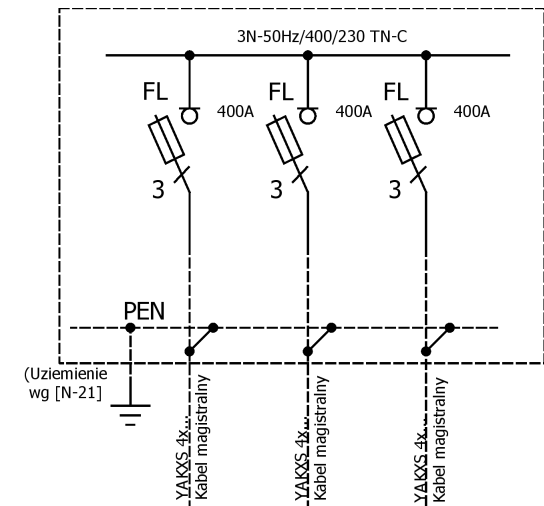 3N-50Hz/400/230 TN-C
FL
400A
FL
400A
FL
400A
3
3
3
PEN
(Uziemienie
wg [N-21]
YAKXS 4x...
Kabel magistralny
YAKXS 4x...
Kabel magistralny
YAKXS 4x...
Kabel magistralny